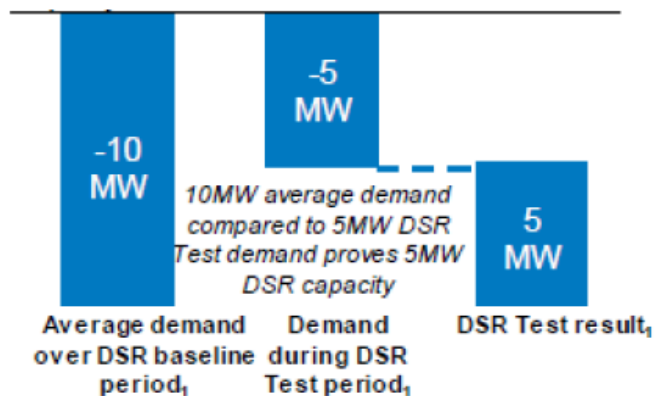 -10
MW
-5
MW
10MW average demand
compared to 5MW DSR
Test demand proves 5MW
DSR capacity
5
MW
Average demand
over DSR baseline
period₁
Demand
during DSR
Test period₁
DSR Test result₁